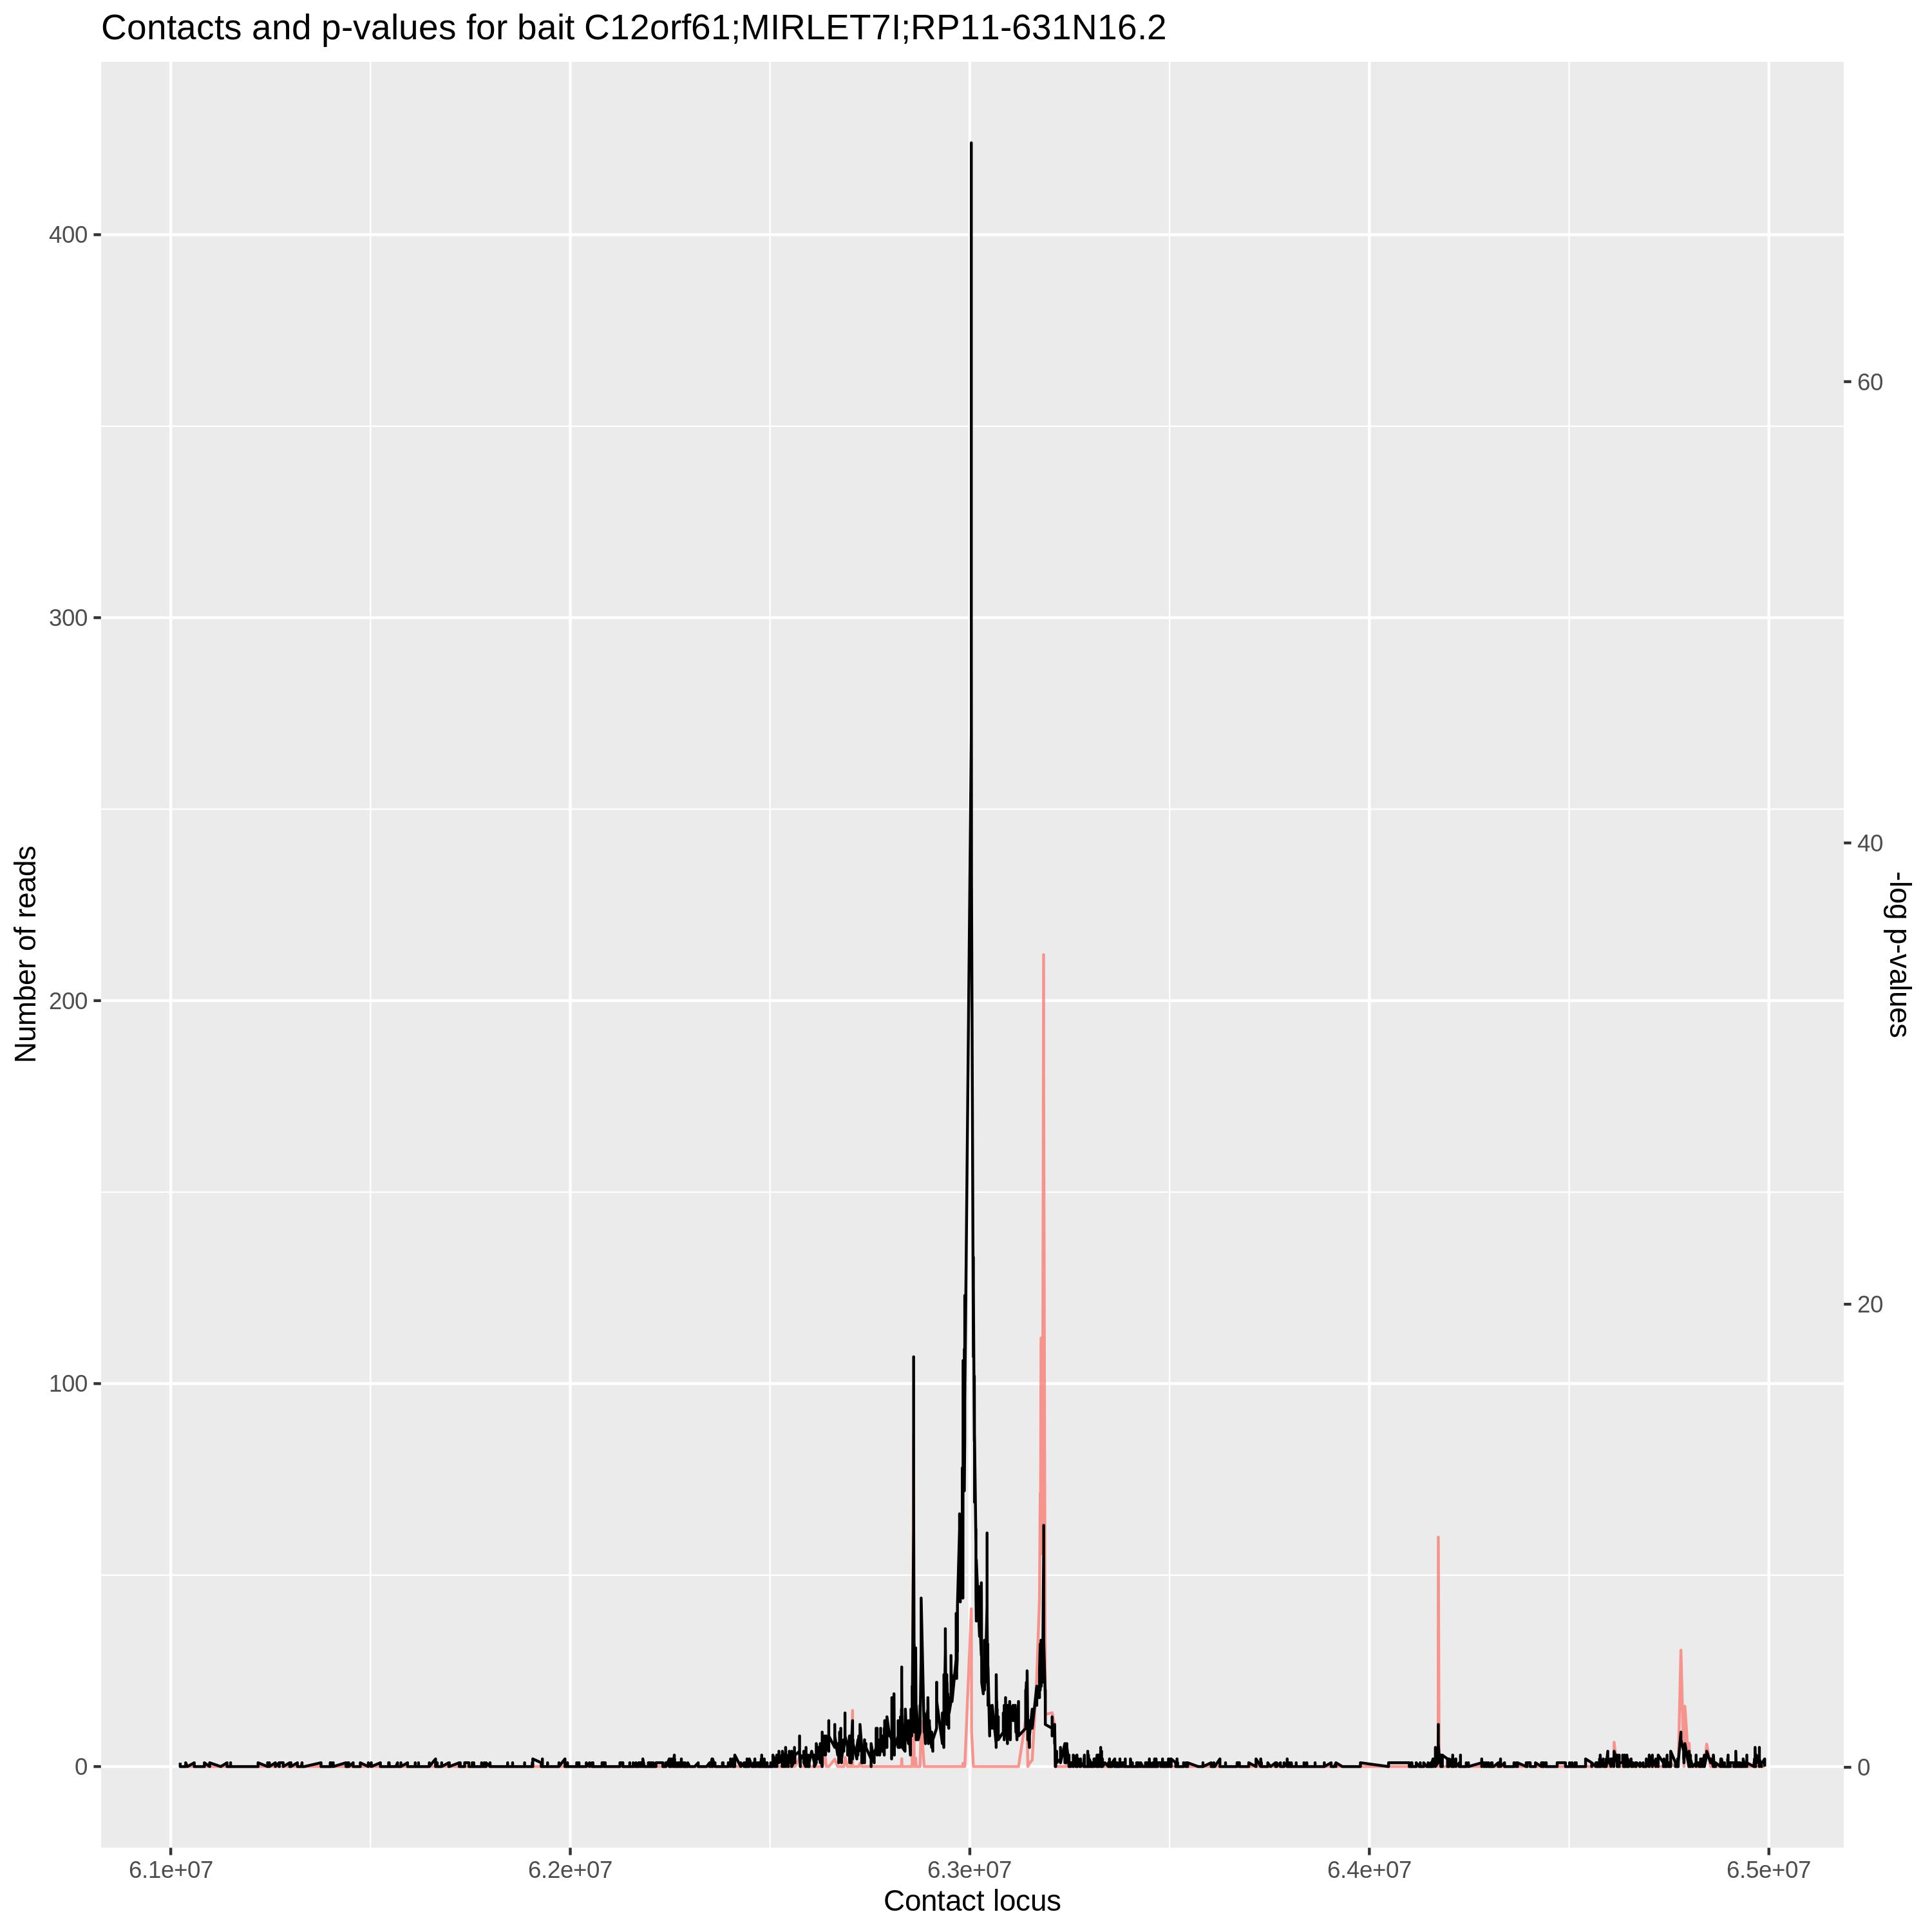 Contacts and p-values for bait C12orf61;MIRLET7I;RP11-631N16.2
400
300
200
100
0
Number of reads
60
40
20
0
-log p-values
6.1e+07
6.2e+07
6.3e+07
6.4e+07
6.5e+07
Contact locus